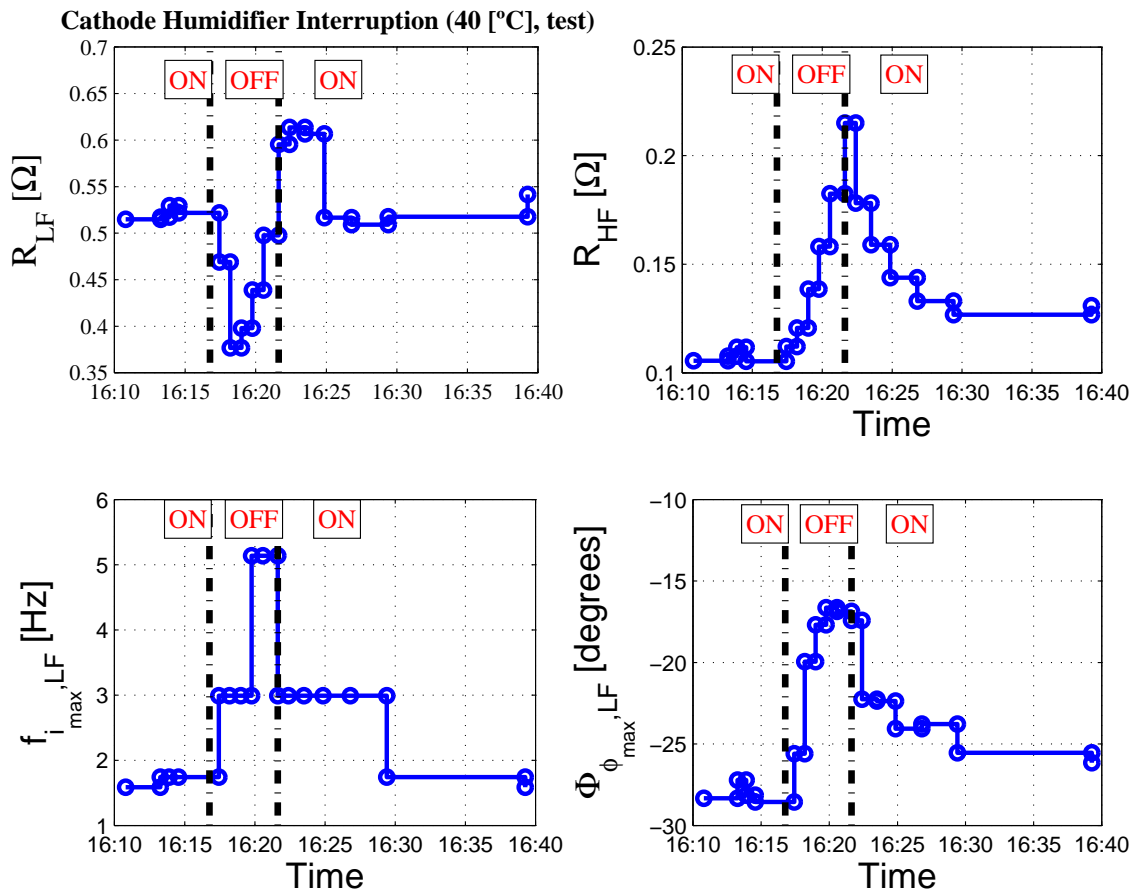 Cathode Humidifier Interruption (40 [ºC], test)
0.7
0.65
0.6
0.55
0.5
0.45
0.4
0.35
R_LF [Ω]
ON OFF ON
16:10 16:15 16:20 16:25 16:30 16:35 16:40
0.25
0.2
0.15
0.1
R_HF [Ω]
ON OFF ON
16:10 16:15 16:20 16:25 16:30 16:35 16:40
Time
6
5
4
3
2
1
f_i_max,LF [Hz]
ON OFF ON
16:10 16:15 16:20 16:25 16:30 16:35 16:40
Time
−10
−15
−20
−25
−30
Φ_ϕ_max,LF [degrees]
ON OFF ON
16:10 16:15 16:20 16:25 16:30 16:35 16:40
Time